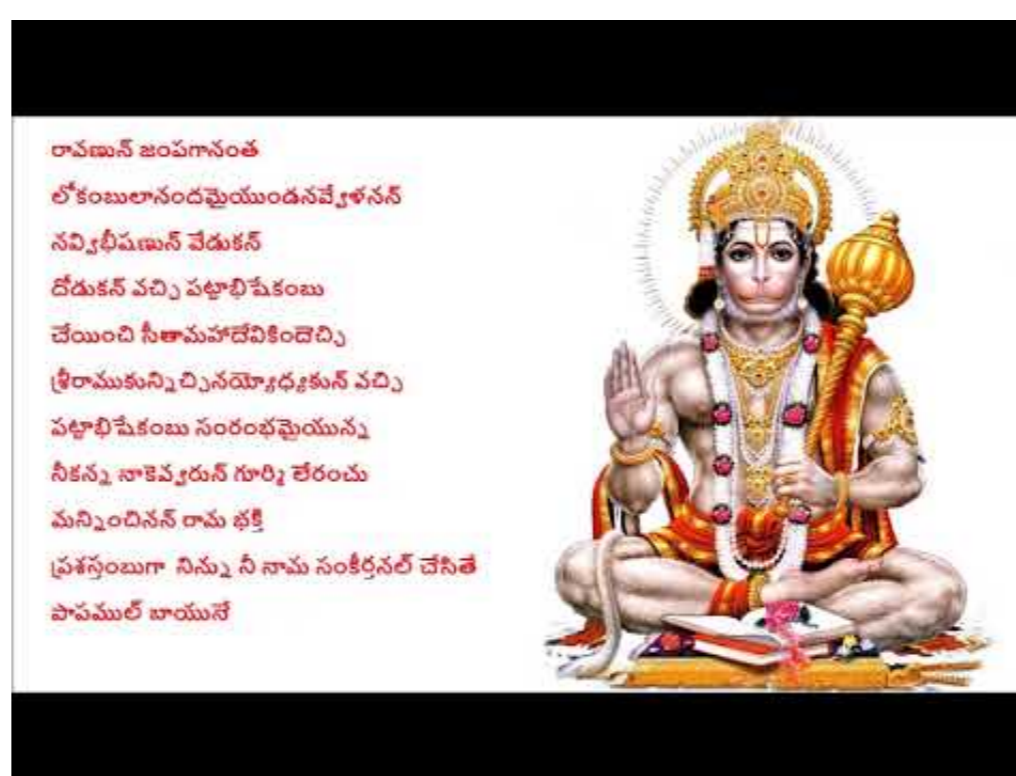 రావణున్ జంపగానంత
లోకంబులానందమైయుండనవ్వేళనన్
నవ్విభీషణున్ వేడుకన్
దోడుకన్ వచ్చి పట్టాభిషేకంబు
చేయించి సీతామహాదేవికిందెచ్చి
శ్రీరాముకున్నిచ్చినయ్యోధ్యకున్ వచ్చి
పట్టాభిషేకంబు సంరంభమైయున్న
నీకన్న నాకెవ్వరున్ గూర్మి లేరంచు
మన్నించినన్ రామ భక్తి
ప్రశస్తంబుగా నిన్ను నీ నామ సంకీర్తనల్ చేసితే
పాపముల్ బాయునే